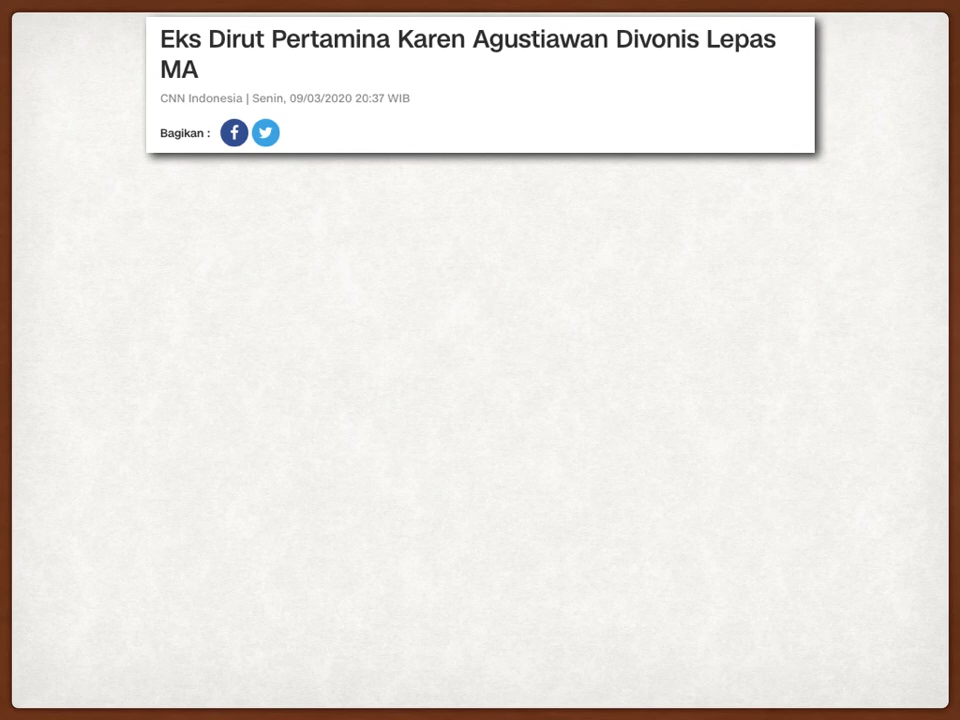 Eks Dirut Pertamina Karen Agustiawan Divonis Lepas
MA
CNN Indonesia | Senin, 09/03/2020 20:37 WIB
Bagikan :